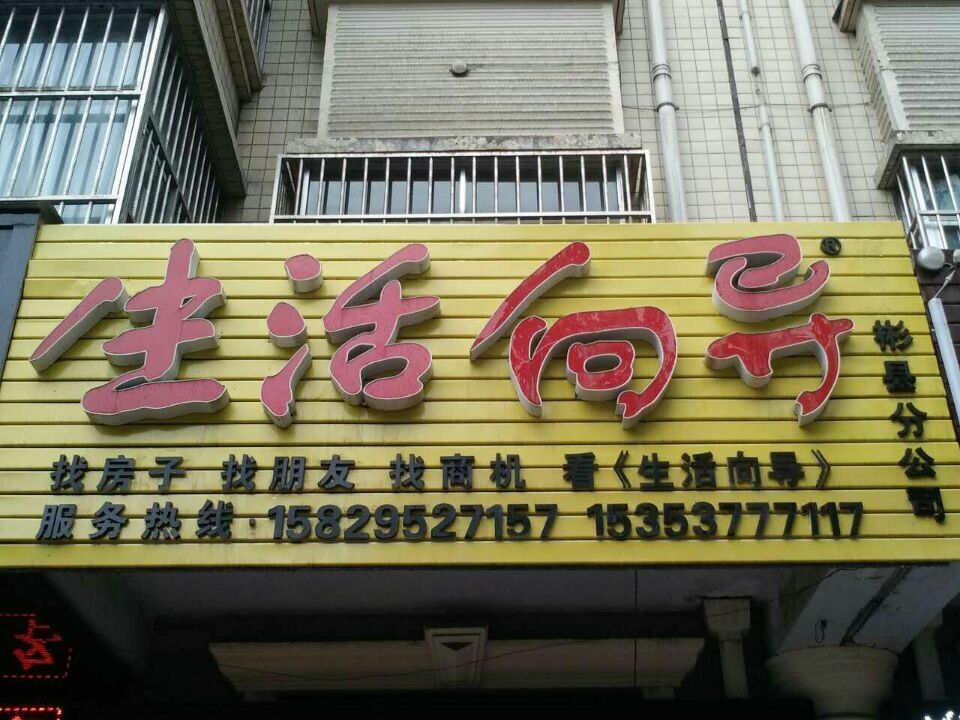 生活向导®
彬县分公司
找房子 找朋友 找商机 看《生活向导》
服务热线:15829527157 15353777117